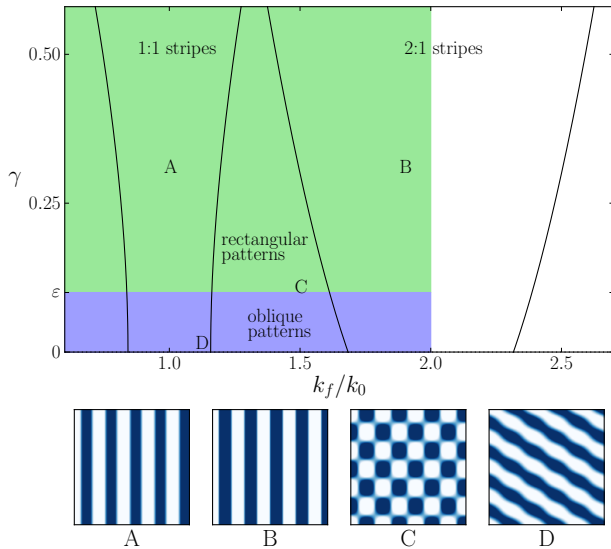 0.50
1:1 stripes
2:1 stripes
A
B
γ
0.25
rectangular
patterns
C
ε
oblique
patterns
D
0
1.0
1.5
2.0
2.5
k_f/k_0
A
B
C
D